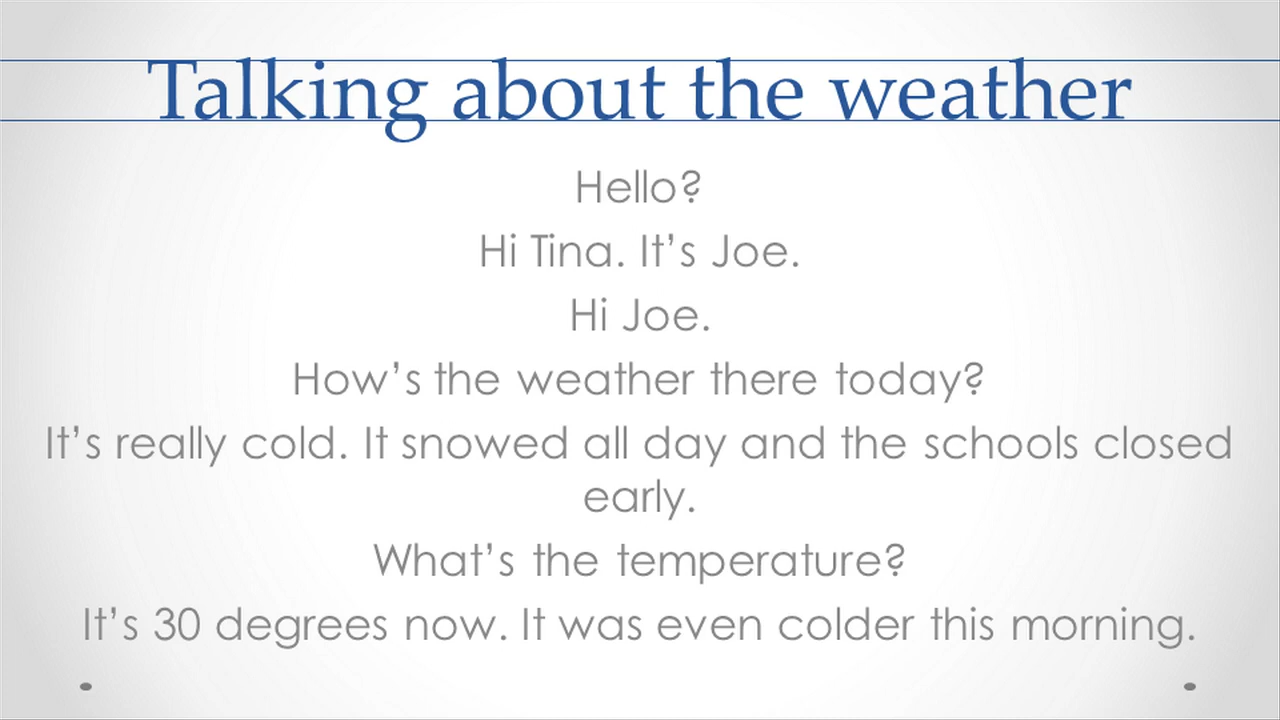 Talking about the weather
Hello?
Hi Tina. It’s Joe.
Hi Joe.
How’s the weather there today?
It’s really cold. It snowed all day and the schools closed
early.
What’s the temperature?
It’s 30 degrees now. It was even colder this morning.